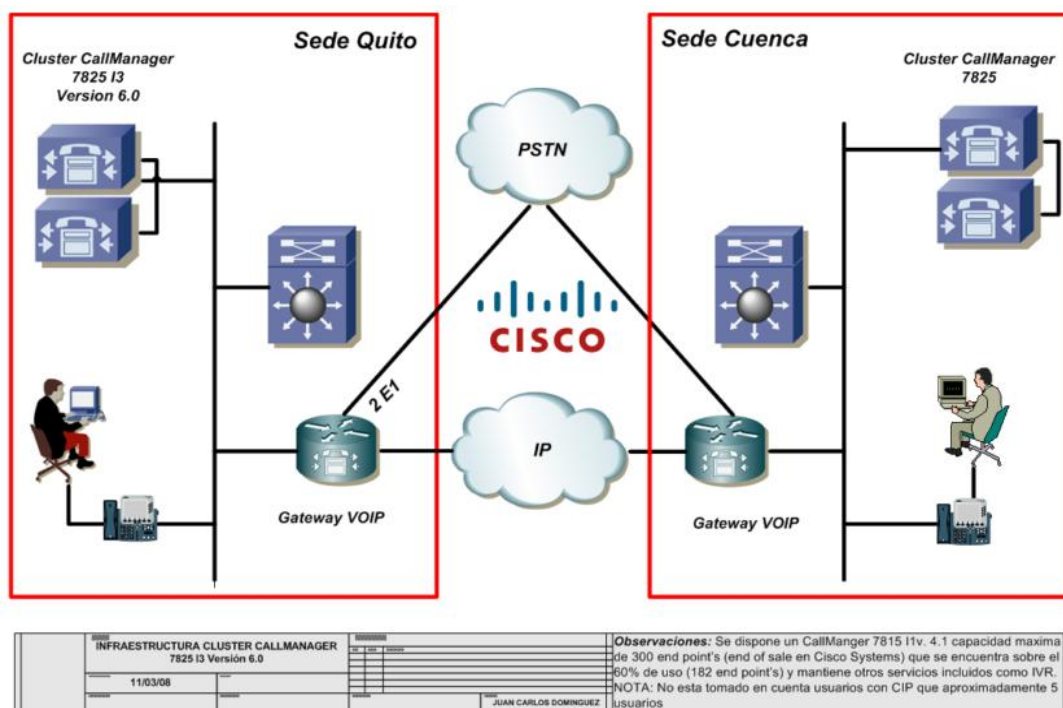 Sede Quito
Cluster CallManager
7825 I3
Version 6.0
Sede Cuenca
Cluster CallManager
7825
PSTN
CISCO
2 E1
IP
Gateway VOIP
Gateway VOIP
INFRAESTRUCTURA CLUSTER CALLMANAGER
7825 I3 Versión 6.0
11/03/08
JUAN CARLOS DOMINGUEZ
Observaciones: Se dispone un CallManger 7815 I1v. 4.1 capacidad maxima
de 300 end point's (end of sale en Cisco Systems) que se encuentra sobre el
60% de uso (182 end point's) y mantiene otros servicios incluidos como IVR.
NOTA: No esta tomado en cuenta usuarios con CIP que aproximadamente 5
usuarios